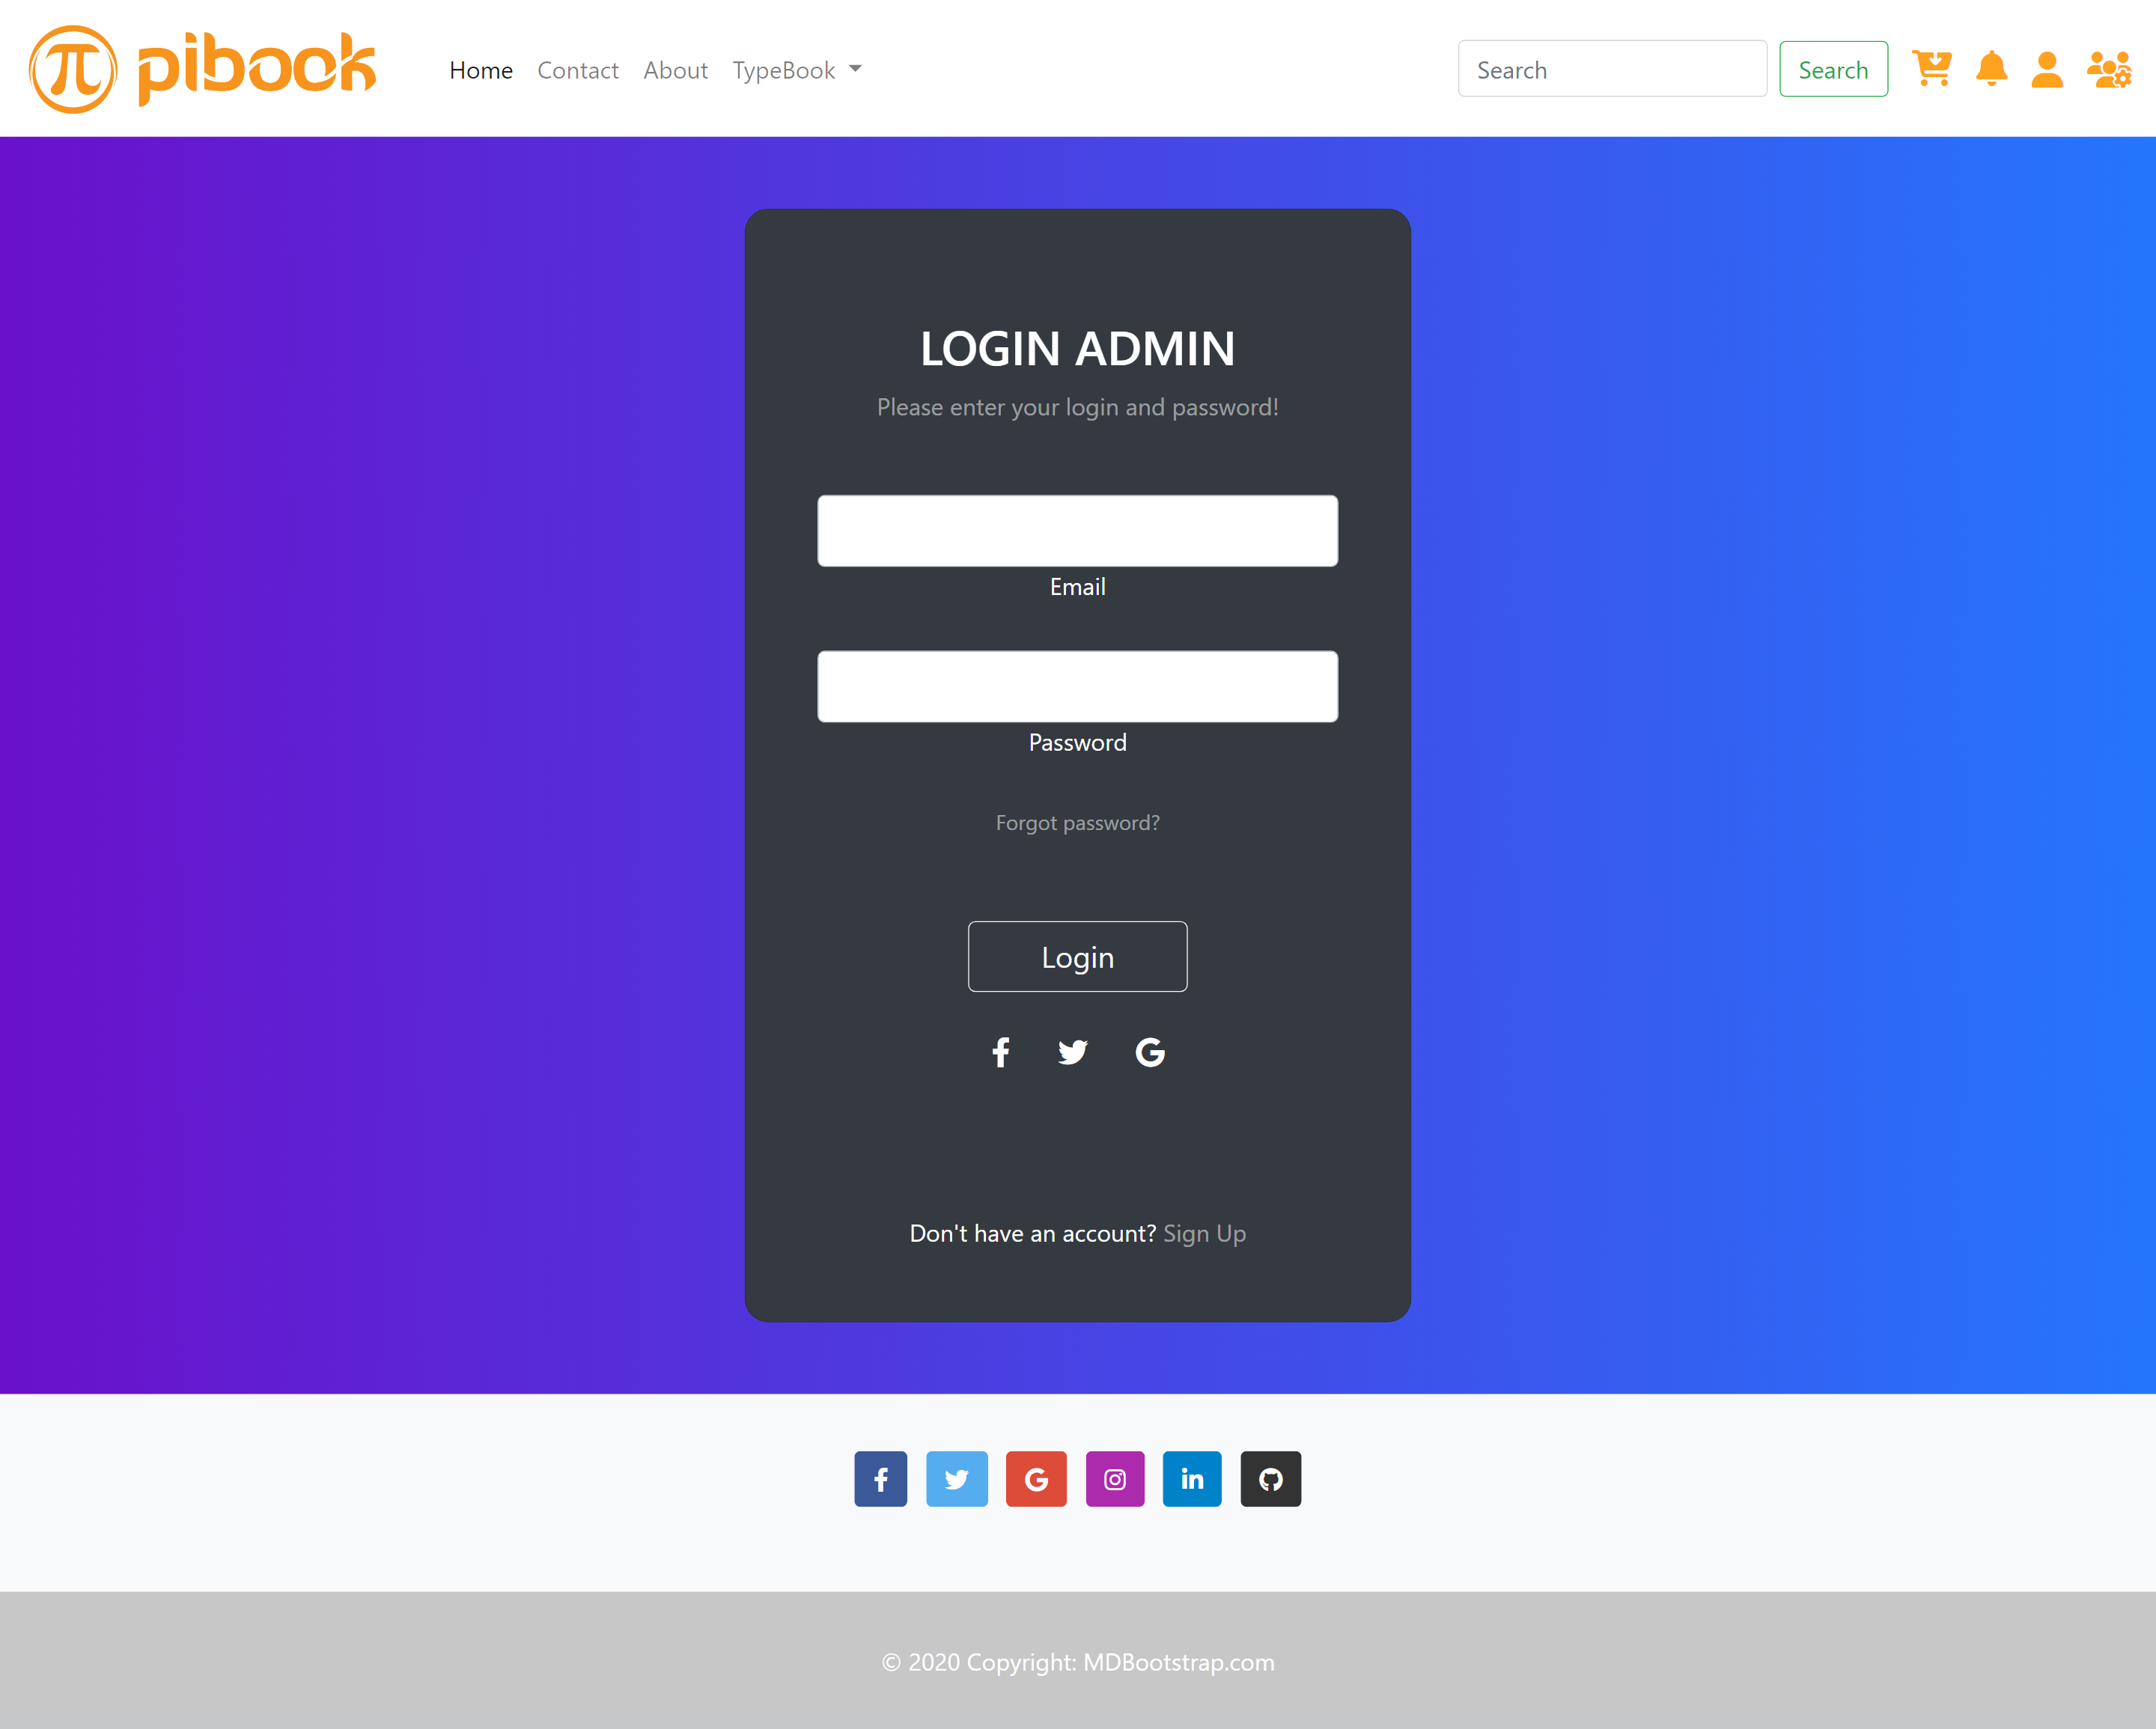 π pibook Home Contact About TypeBook Search Search
LOGIN ADMIN
Please enter your login and password!
Email
Password
Forgot password?
Login
Don't have an account? Sign Up
© 2020 Copyright: MDBootstrap.com